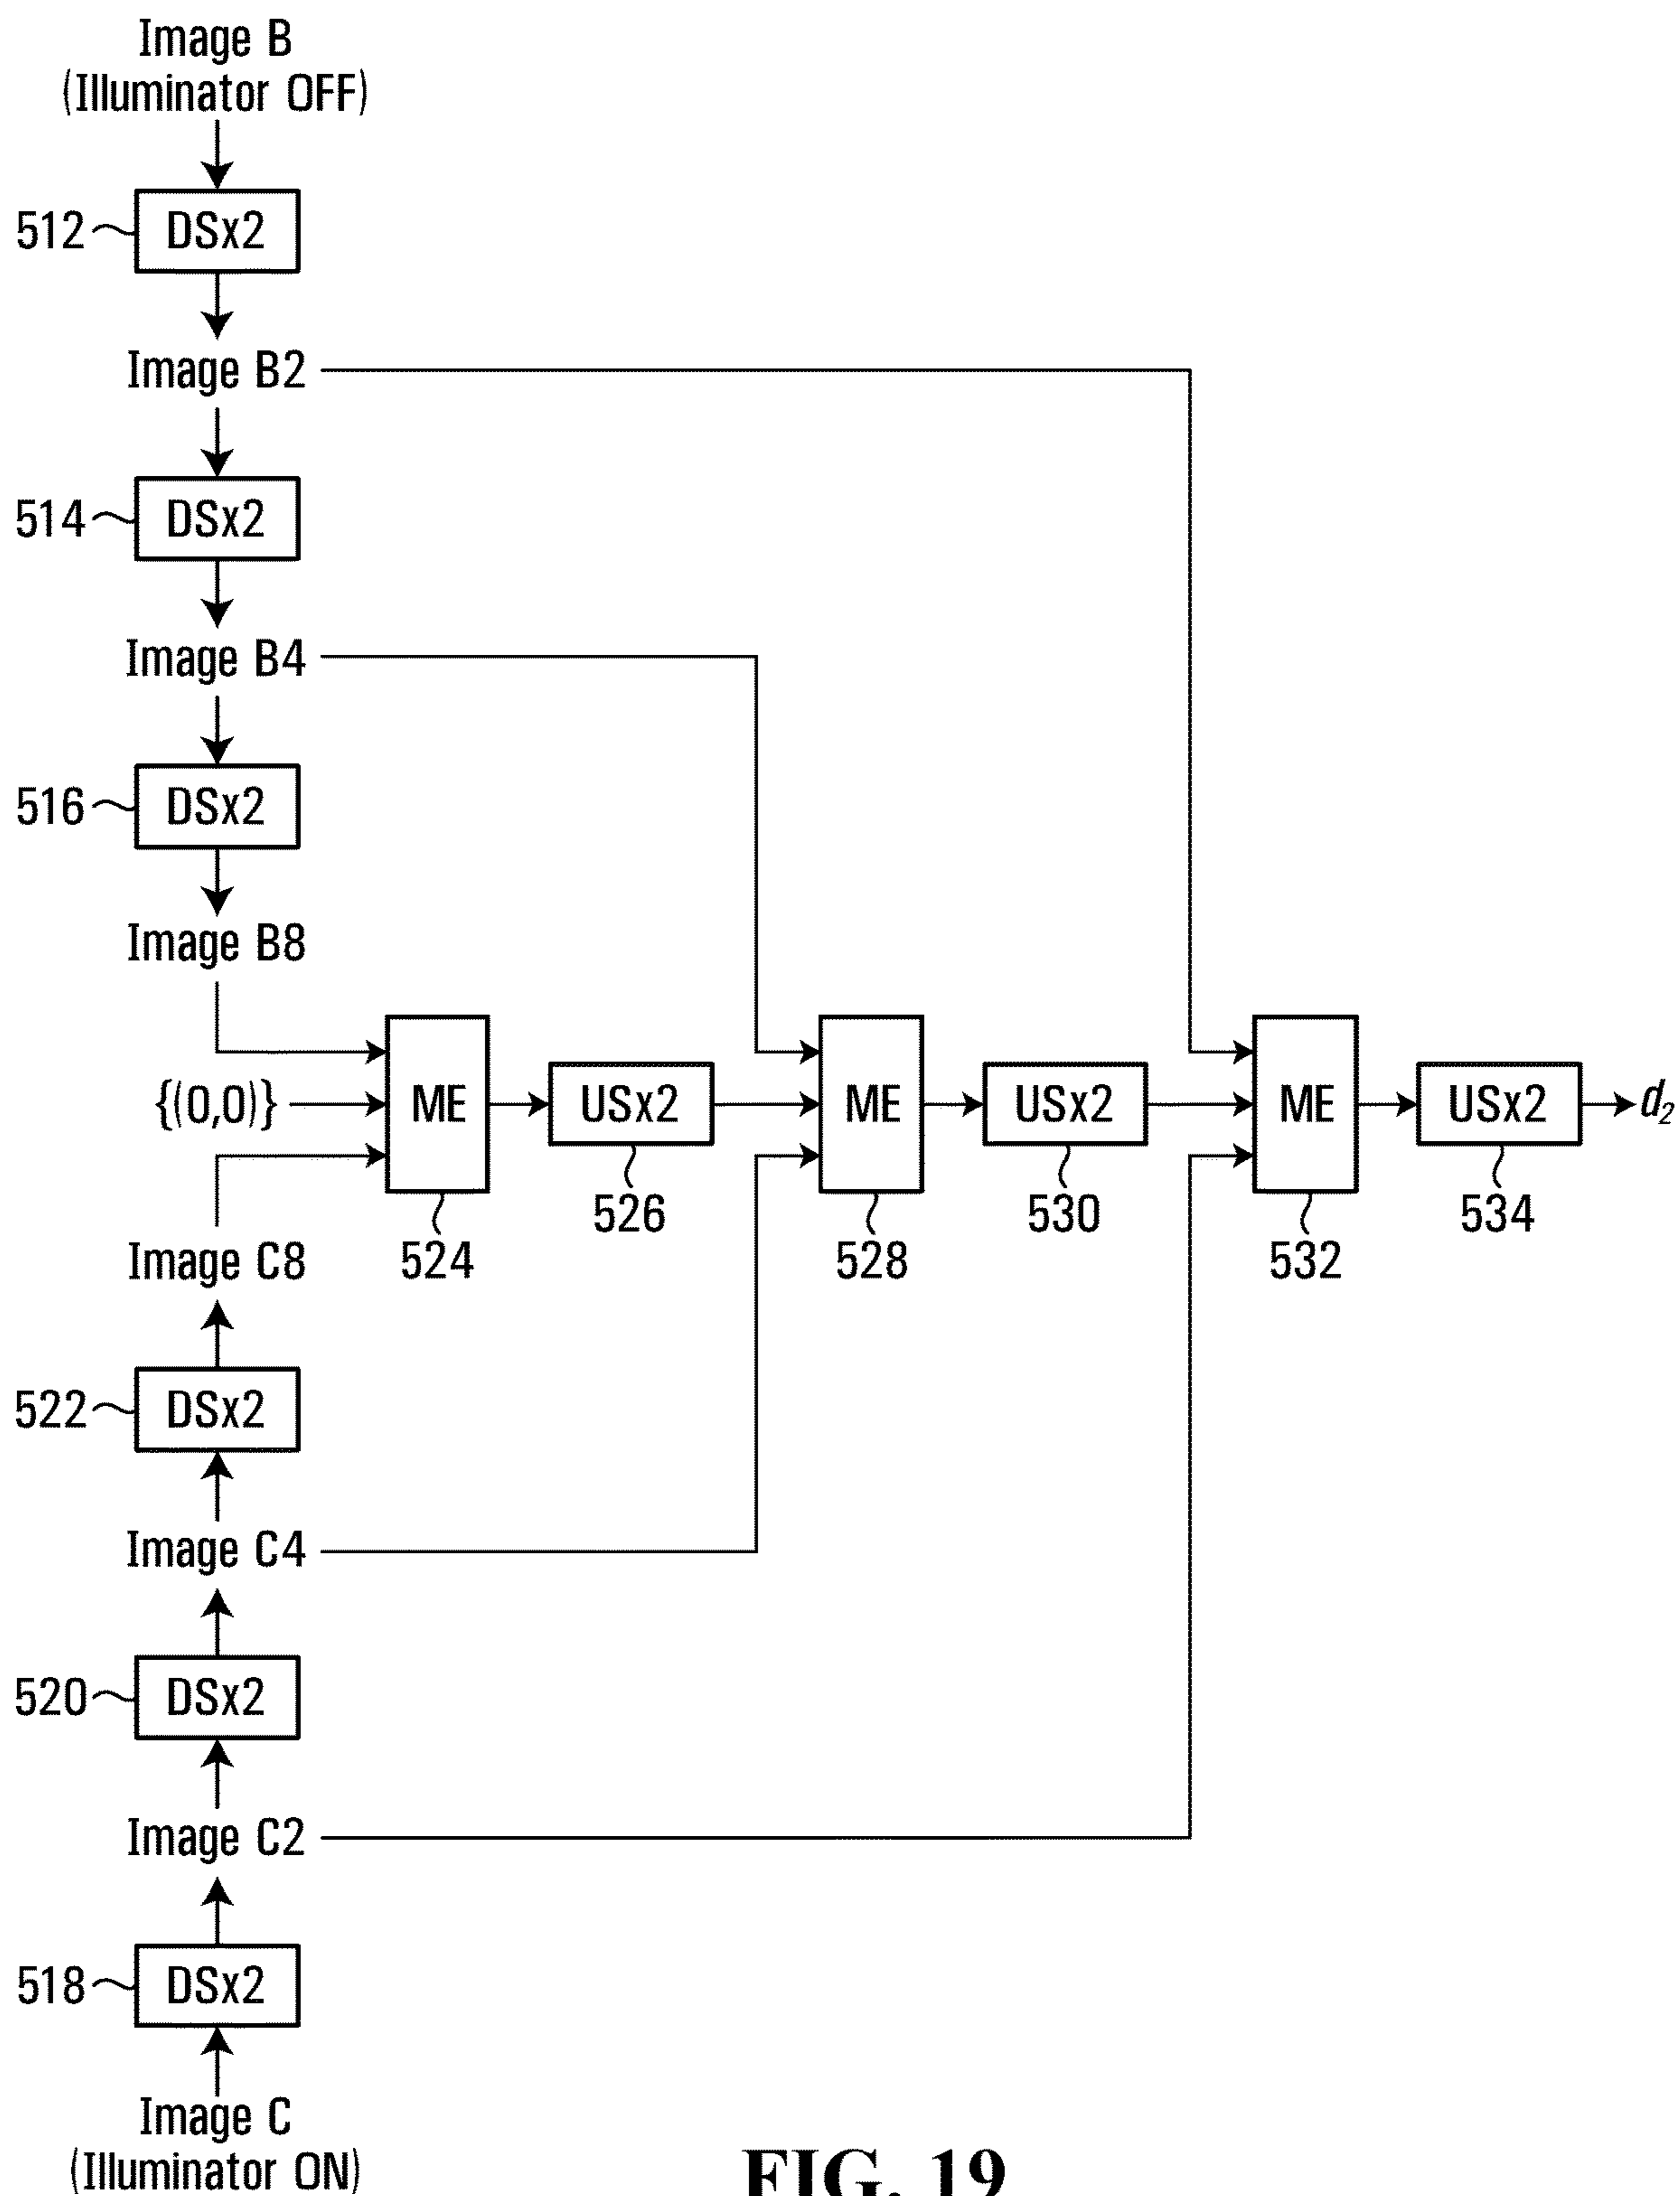 Image B
(Illuminator OFF)
512
DSx2
Image B2
514
DSx2
Image B4
516
DSx2
Image B8
{(0,0)}
ME
USx2
ME
USx2
ME
USx2
d2
526
530
534
524
528
532
Image C8
522
DSx2
Image C4
520
DSx2
Image C2
518
DSx2
Image C
(Illuminator ON)
FIG. 19